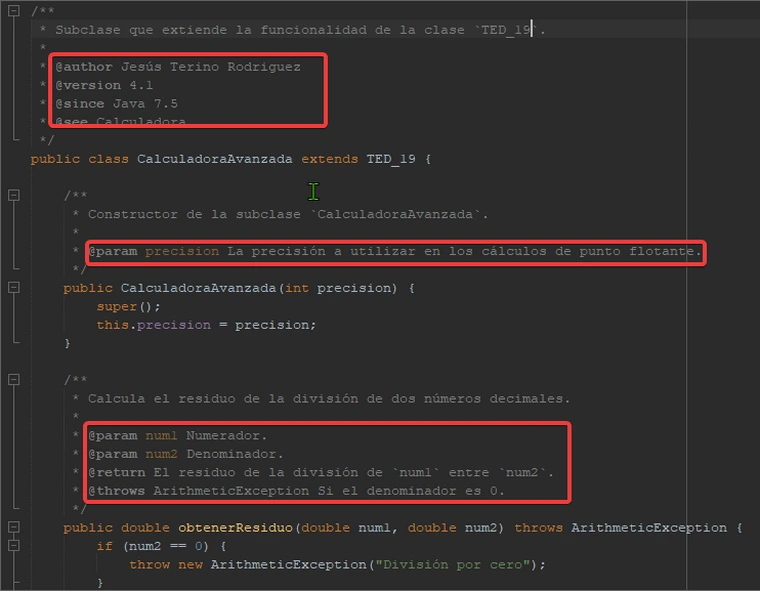 /**
* Subclase que extiende la funcionalidad de la clase `TED_19`.
*
* @author Jesús Terino Rodriguez
* @version 4.1
* @since Java 7.5
* @see Calculadora
*/
public class CalculadoraAvanzada extends TED_19 {
/**
* Constructor de la subclase `CalculadoraAvanzada`.
*
* @param precision La precisión a utilizar en los cálculos de punto flotante.
*/
public CalculadoraAvanzada(int precision) {
super();
this.precision = precision;
}
/**
* Calcula el residuo de la división de dos números decimales.
*
* @param num1 Numerador.
* @param num2 Denominador.
* @return El residuo de la división de `num1` entre `num2`.
* @throws ArithmeticException Si el denominador es 0.
*/
public double obtenerResiduo(double num1, double num2) throws ArithmeticException {
if (num2 == 0) {
throw new ArithmeticException("División por cero");
}